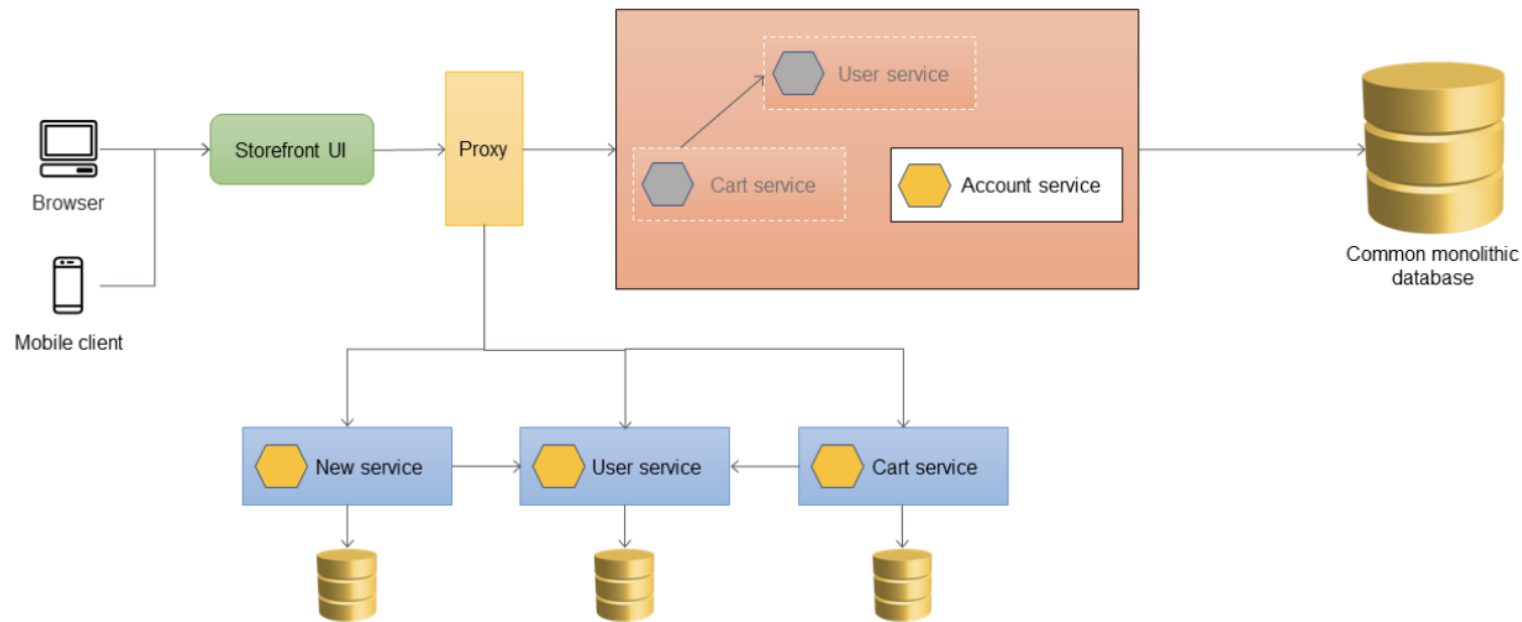 User service
Storefront UI
Proxy
Cart service
Account service
Browser
Common monolithic
database
Mobile client
New service
User service
Cart service